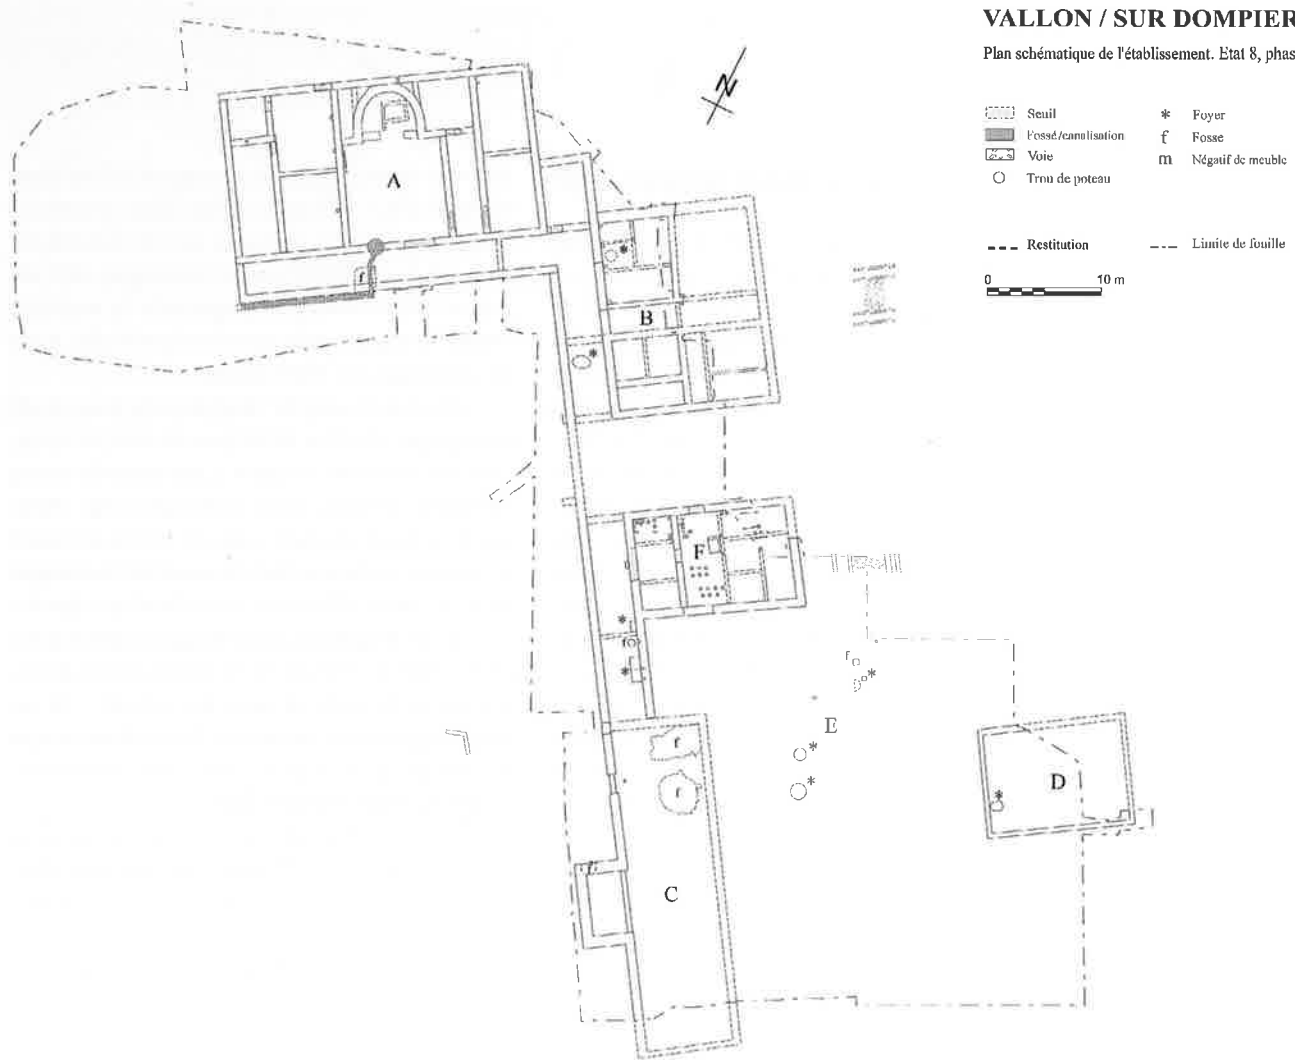 VALLON / SUR DOMPIER
Plan schématique de l'établissement. Etat 8, phas
Seuil
Fossé/canalisation
Voie
Trou de poteau
* Foyer
f Fosse
m Négatif de meuble
Restitution
Limite de fouille
0 10 m
N
A
f
*
B
*
F
*
f
*
f
*
E
*
*
f
f
D
*
f
C